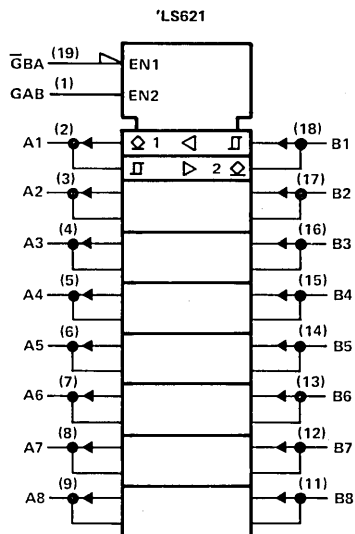 'LS621
G̅BA (19) EN1
GAB (1) EN2
A1 (2) 1 (18) B1
2
A2 (3) (17) B2
A3 (4) (16) B3
A4 (5) (15) B4
A5 (6) (14) B5
A6 (7) (13) B6
A7 (8) (12) B7
A8 (9) (11) B8